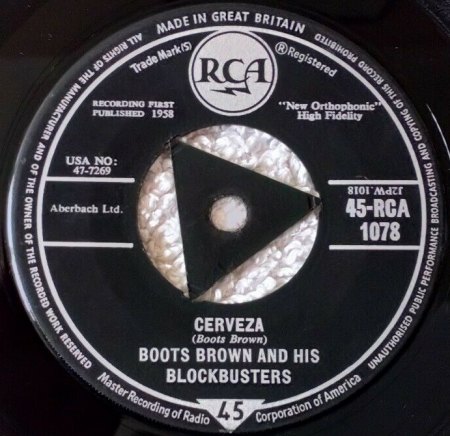 MADE IN GREAT BRITAIN
ALL RIGHTS OF THE MANUFACTURER AND OF THE OWNER OF THE RECORDED WORK RESERVED
UNAUTHORISED PUBLIC PERFORMANCE BROADCASTING AND COPYING OF THIS RECORD PROHIBITED
Trade Mark(s)
RCA
®Registered
RECORDING FIRST
PUBLISHED 1958
"New Orthophonic"
High Fidelity
USA NO:
47-7269
Aberbach Ltd.
J2PW.1018
45-RCA
1078
CERVEZA
(Boots Brown)
BOOTS BROWN AND HIS
BLOCKBUSTERS
Master Recording of Radio
45
Corporation of America